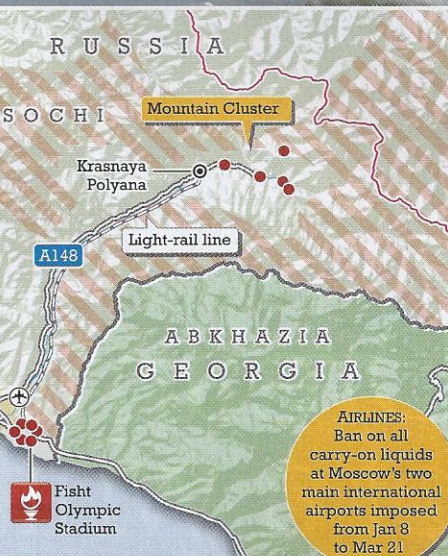 RUSSIA
SOCHI
Mountain Cluster
Krasnaya
Polyana
Light-rail line
A148
ABKHAZIA
GEORGIA
AIRLINES:
Ban on all
carry-on liquids
at Moscow's two
main international
airports imposed
from Jan 8
to Mar 21
Fisht
Olympic
Stadium